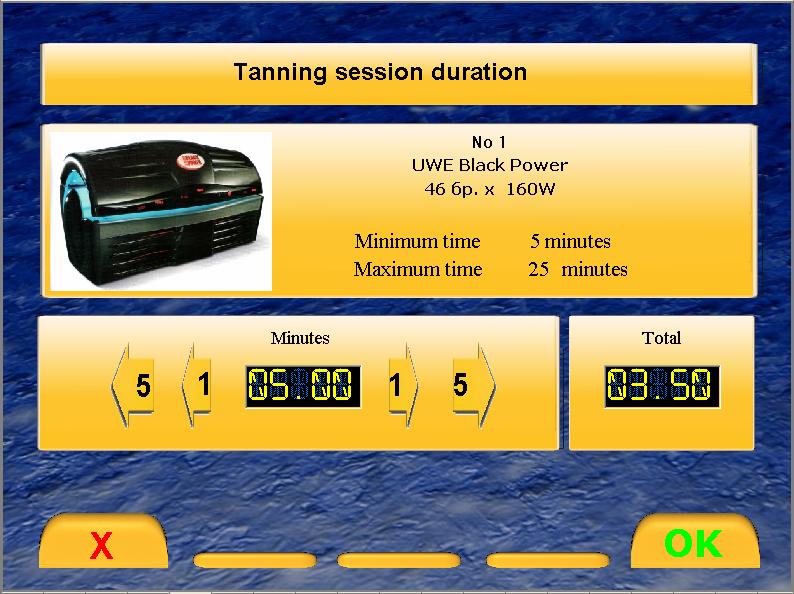 Tanning session duration
No 1
UWE Black Power
46 бр. x 160W
Minimum time 5 minutes
Maximum time 25 minutes
Minutes
Total
5 1 05.00 1 5
03.50
X
OK